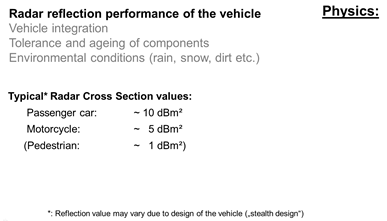 Radar reflection performance of the vehicle
Physics:
Vehicle integration
Tolerance and ageing of components
Environmental conditions (rain, snow, dirt etc.)
Typical* Radar Cross Section values:
Passenger car: ~ 10 dBm²
Motorcycle: ~ 5 dBm²
(Pedestrian: ~ 1 dBm²)
*: Reflection value may vary due to design of the vehicle („stealth design“)